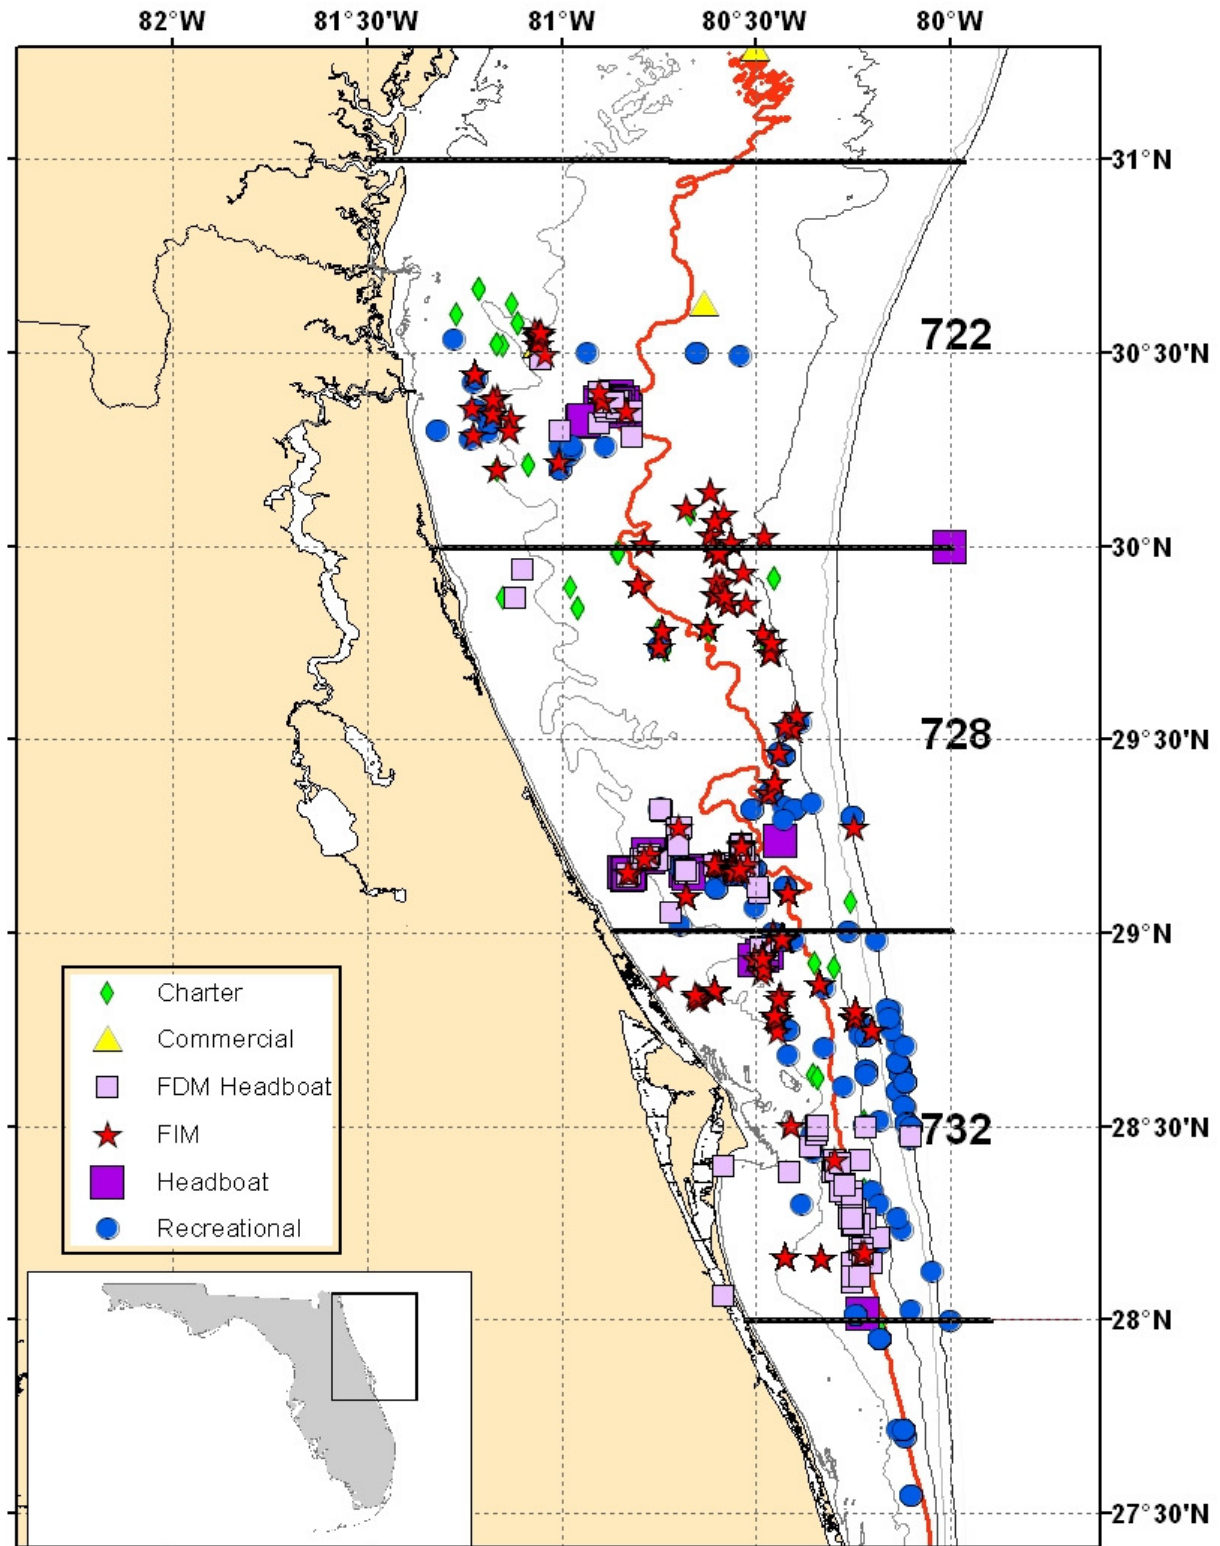 82°W 81°30'W 81°W 80°30'W 80°W
31°N
722
30°30'N
30°N
728
29°30'N
29°N
Charter
Commercial
FDM Headboat
FIM
Headboat
Recreational
732
28°30'N
28°N
27°30'N